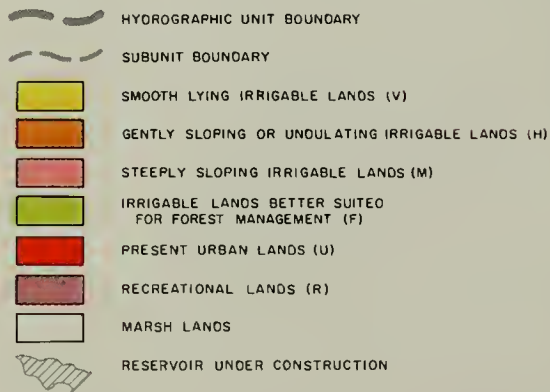 HYDROGRAPHIC UNIT BOUNDARY
SUBUNIT BOUNDARY
SMOOTH LYING IRRIGABLE LANDS (V)
GENTLY SLOPING OR UNDULATING IRRIGABLE LANDS (H)
STEEPLY SLOPING IRRIGABLE LANDS (M)
IRRIGABLE LANDS BETTER SUITED
FOR FOREST MANAGEMENT (F)
PRESENT URBAN LANDS (U)
RECREATIONAL LANDS (R)
MARSH LANDS
RESERVOIR UNDER CONSTRUCTION